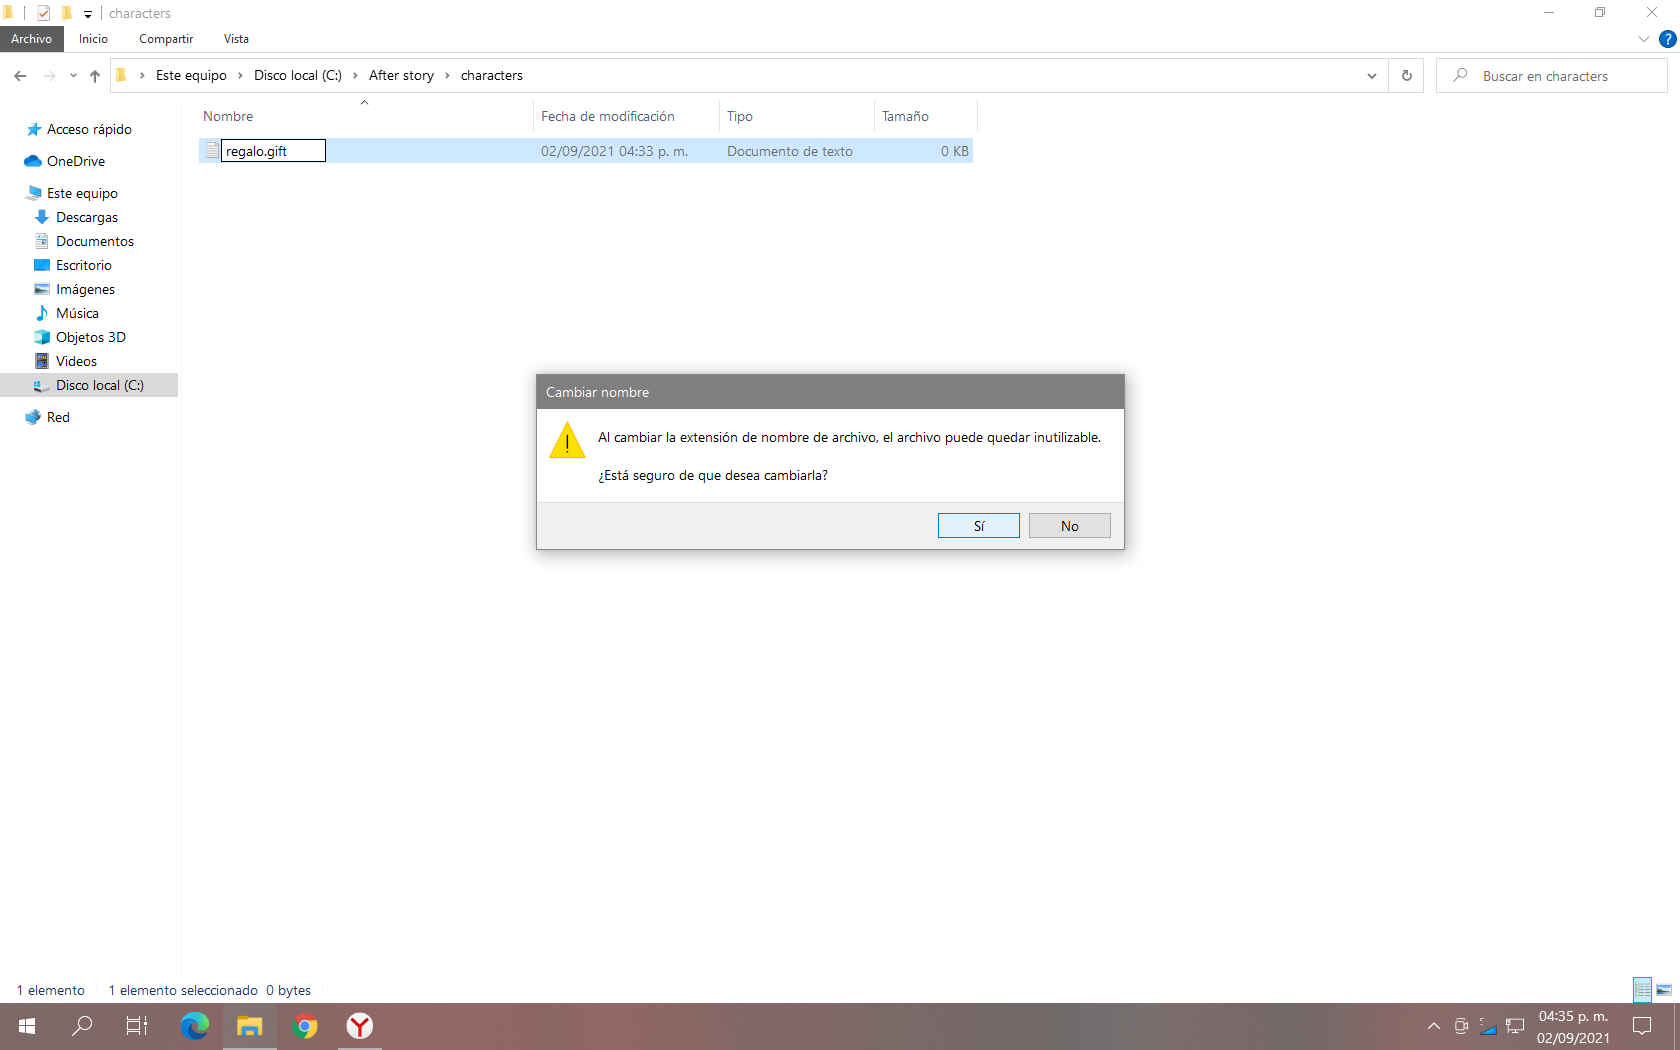 characters
Archivo Inicio Compartir Vista
Este equipo Disco local (C:) After story characters
Buscar en characters
Nombre Fecha de modificación Tipo Tamaño
regalo.gift 02/09/2021 04:33 p. m. Documento de texto 0 KB
Acceso rápido
OneDrive
Este equipo
Descargas
Documentos
Escritorio
Imágenes
Música
Objetos 3D
Videos
Disco local (C:)
Red
Cambiar nombre
Al cambiar la extensión de nombre de archivo, el archivo puede quedar inutilizable.
¿Está seguro de que desea cambiarla?
Sí No
1 elemento 1 elemento seleccionado 0 bytes
04:35 p. m.
02/09/2021